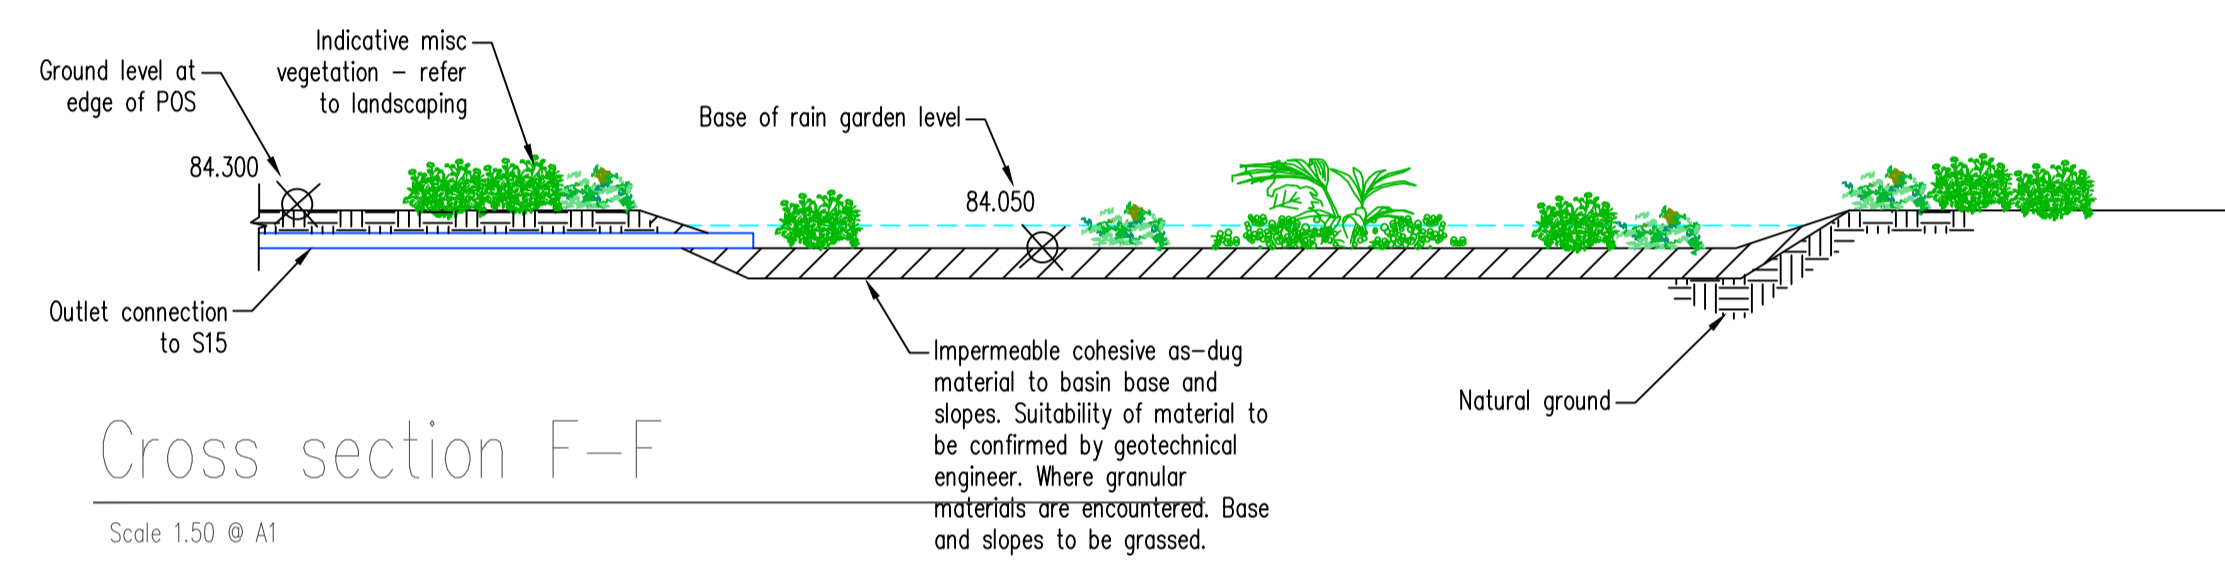 Indicative misc
vegetation - refer
to landscaping
Ground level at
edge of POS
84.300
Base of rain garden level
84.050
Outlet connection
to S15
Impermeable cohesive as-dug
material to basin base and
slopes. Suitability of material to
be confirmed by geotechnical
engineer. Where granular
materials are encountered. Base
and slopes to be grassed.
Natural ground
Cross section F-F
Scale 1.50 @ A1